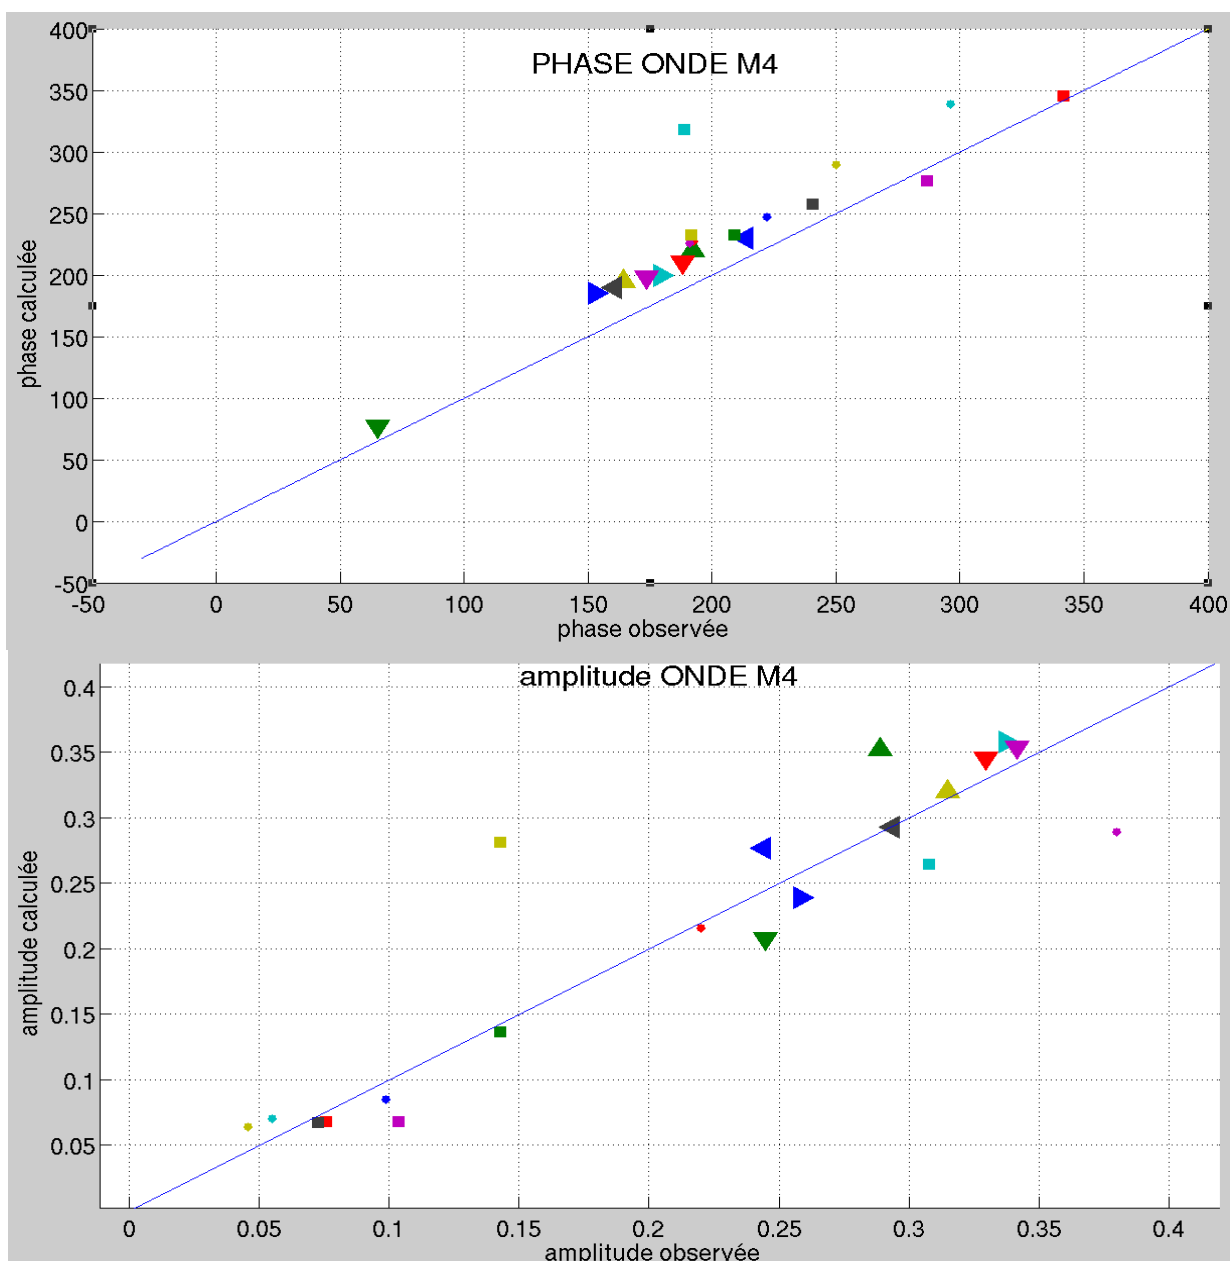 PHASE ONDE M4
400
350
300
250
200
150
100
50
0
-50
phase calculée
-50 0 50 100 150 200 250 300 350 400
phase observée
amplitude ONDE M4
0.4
0.35
0.3
0.25
0.2
0.15
0.1
0.05
amplitude calculée
0 0.05 0.1 0.15 0.2 0.25 0.3 0.35 0.4
amplitude observée